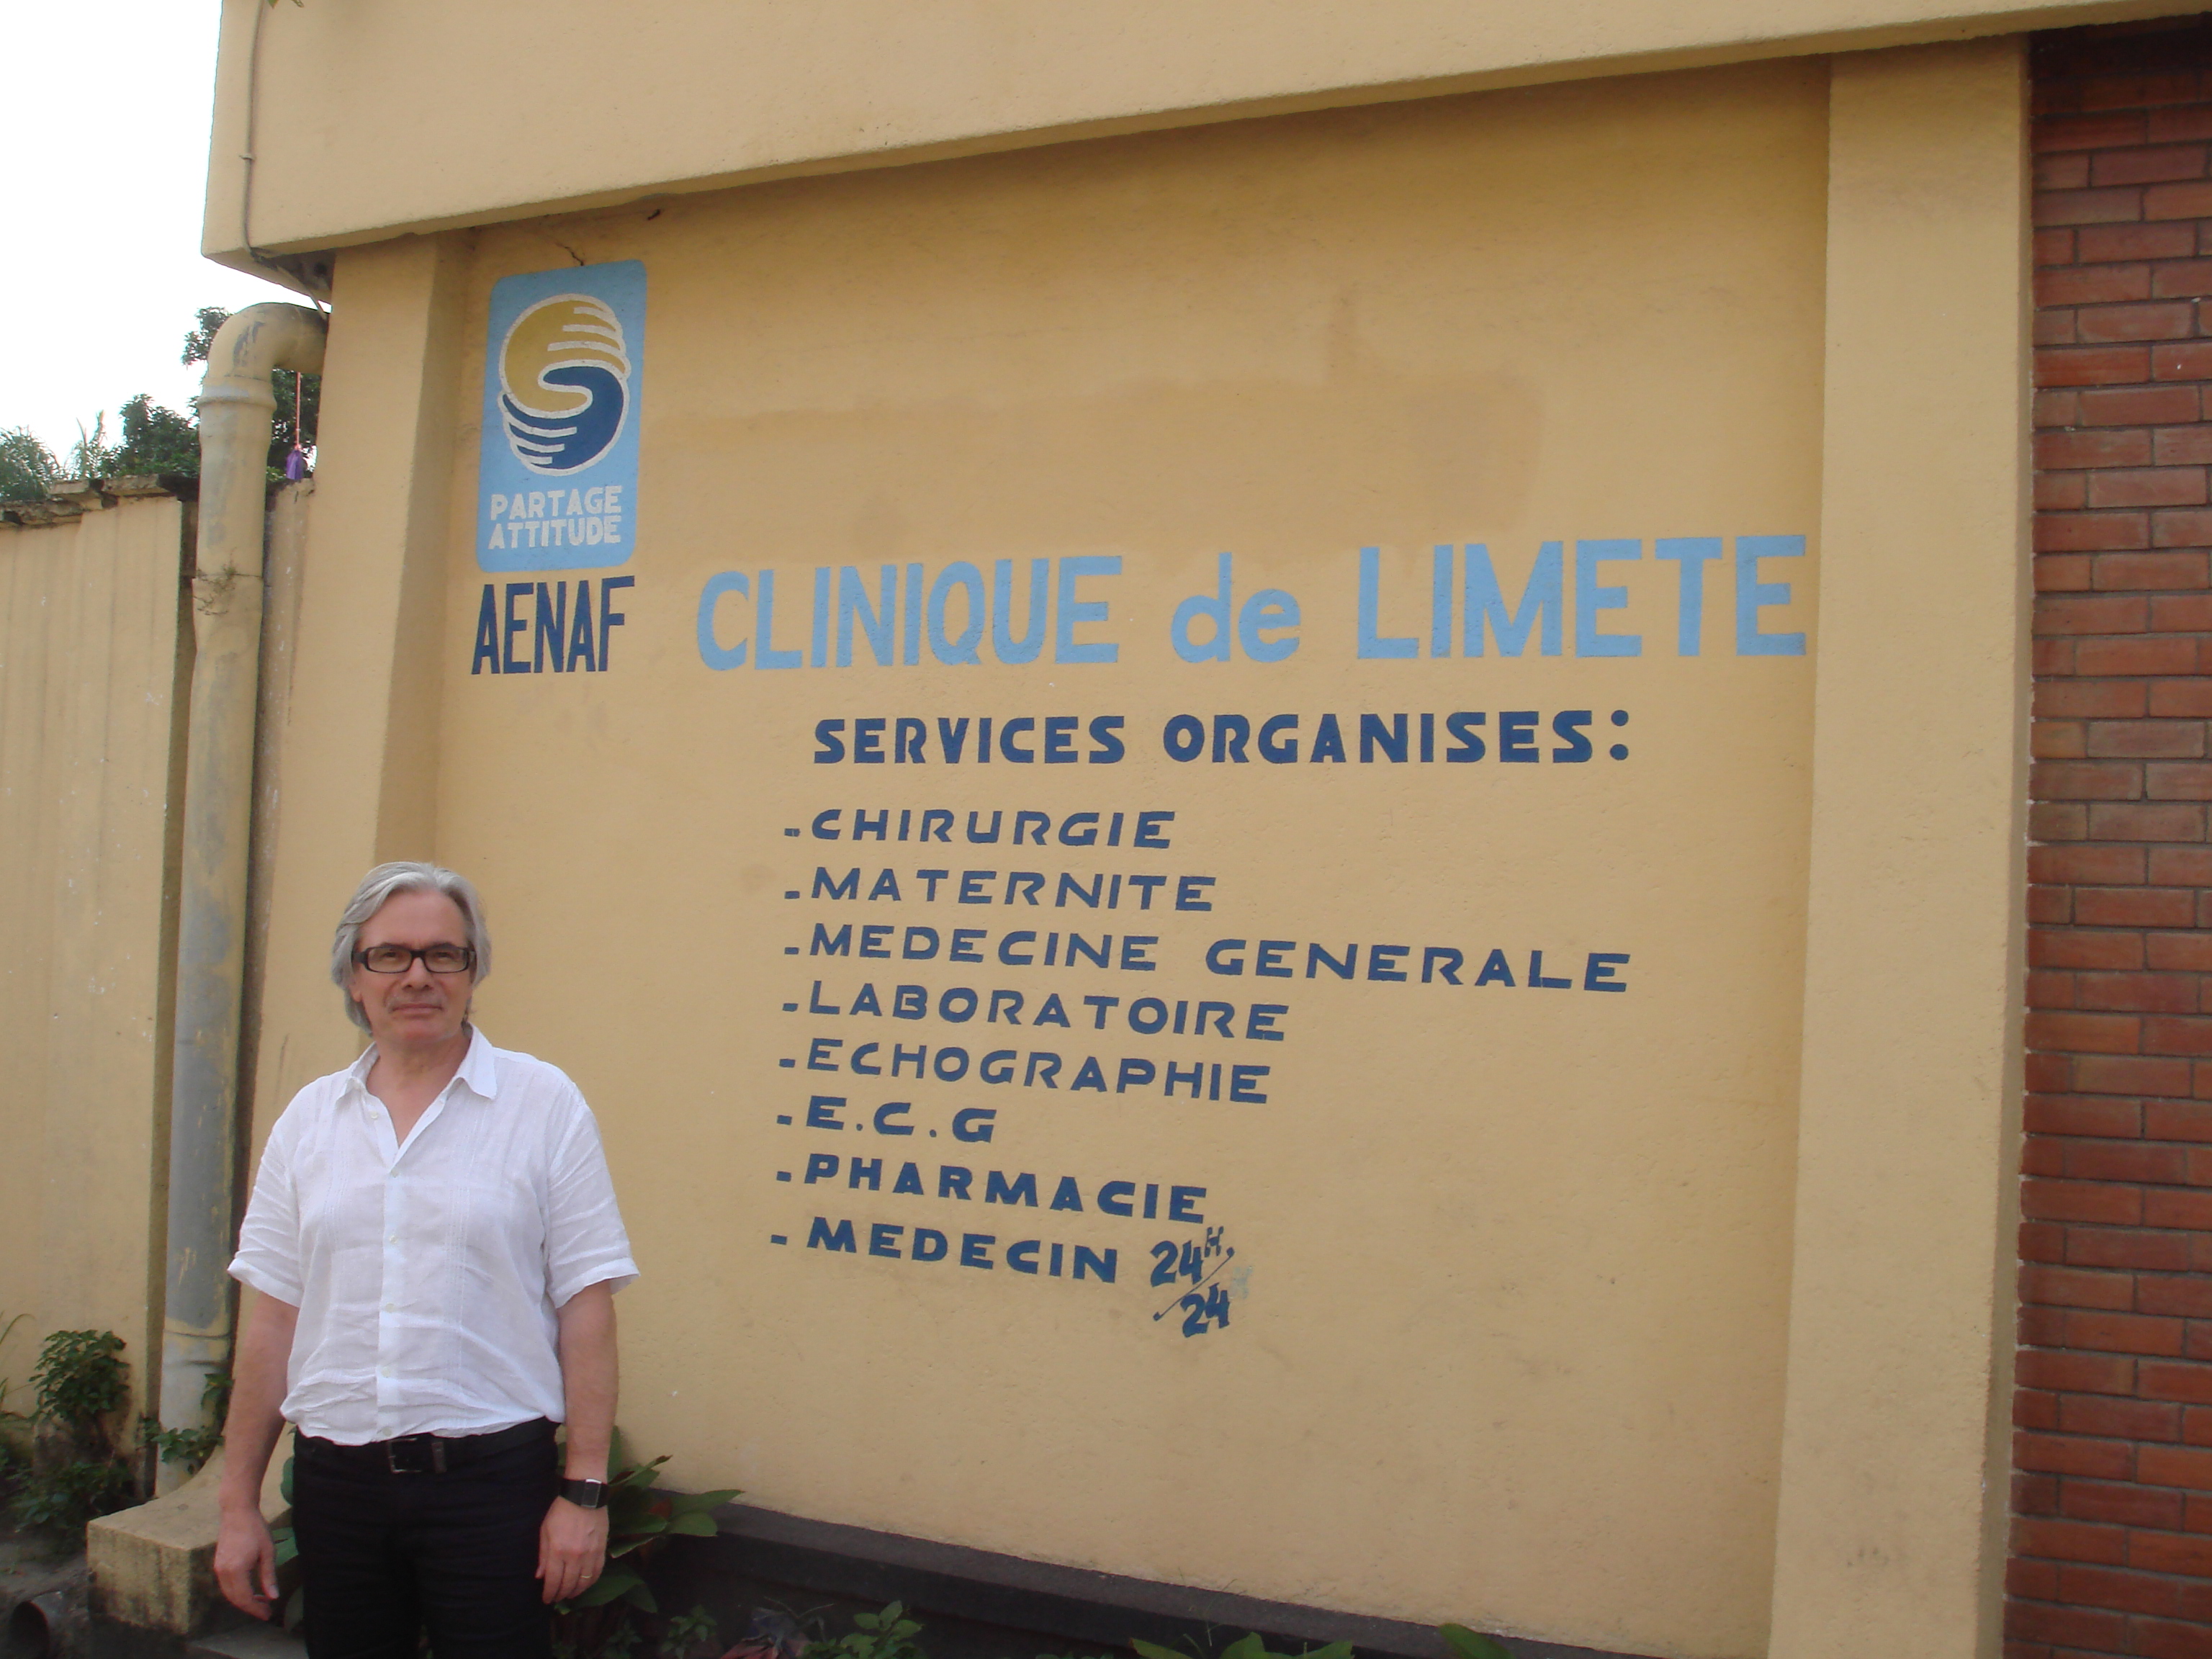 PARTAGE
ATTITUDE
AENAF
CLINIQUE de LIMETE
SERVICES ORGANISES:
-CHIRURGIE
-MATERNITE
-MEDECINE GENERALE
-LABORATOIRE
-ECHOGRAPHIE
-E.C.G
-PHARMACIE
-MEDECIN 24H/24